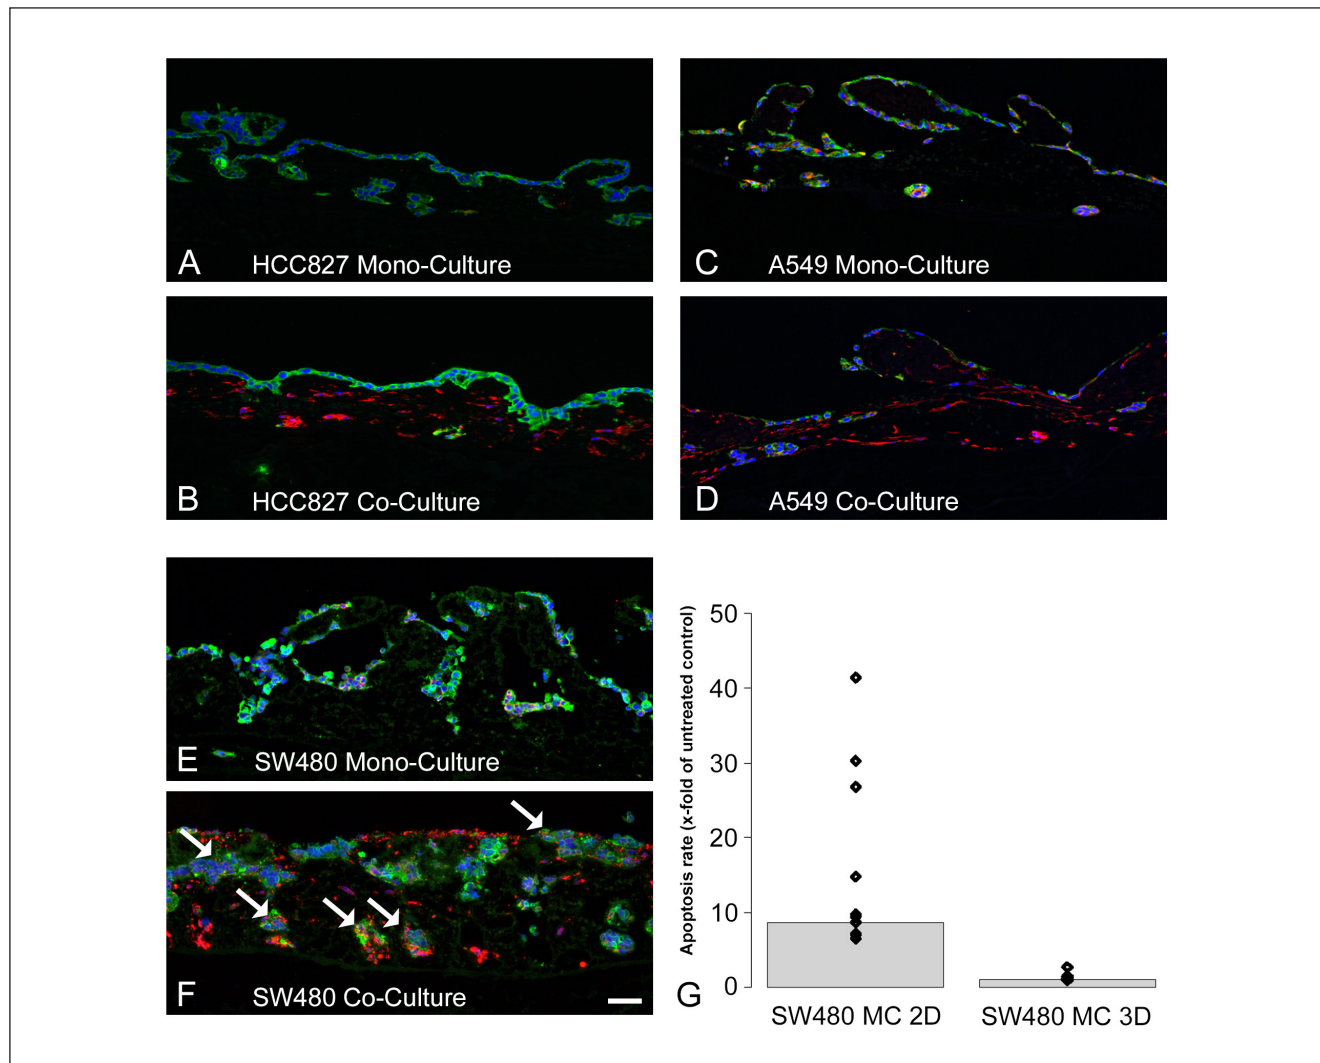 A HCC827 Mono-Culture
C A549 Mono-Culture
B HCC827 Co-Culture
D A549 Co-Culture
E SW480 Mono-Culture
F SW480 Co-Culture
G
Apoptosis rate (x-fold of untreated control)
50
40
30
20
10
0
SW480 MC 2D
SW480 MC 3D